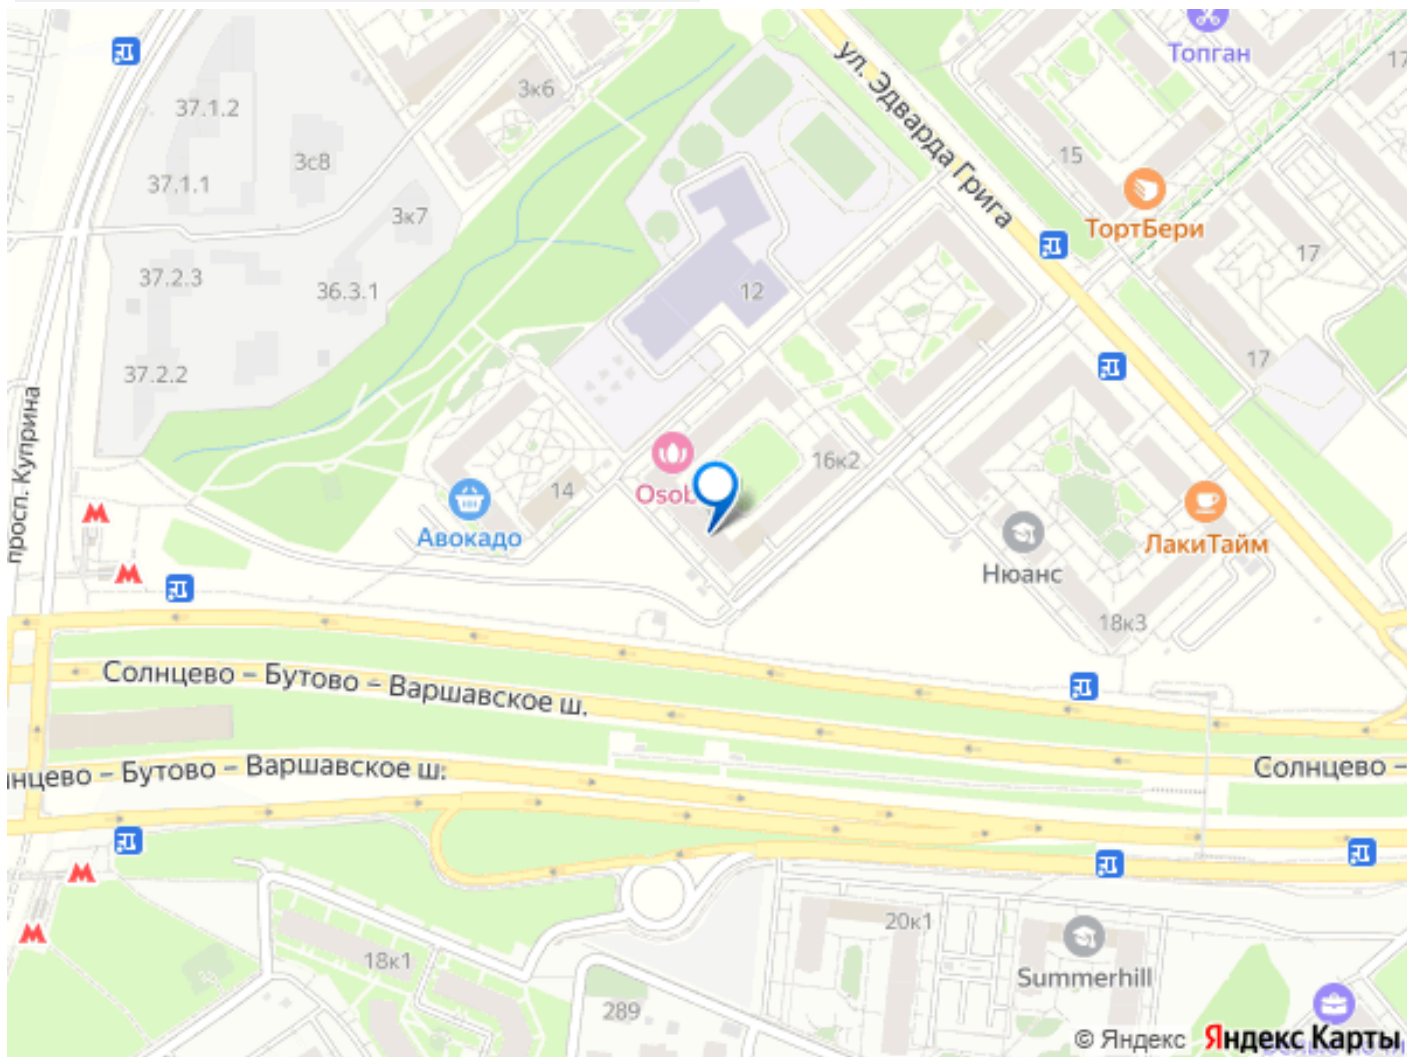 Топган
17
3к6
ул. Эдварда Грига
37.1.2
3с8
15
37.1.1
3к7
ТортБери
17
37.2.3
36.3.1
12
17
37.2.2
просп. Куприна
16к2
Osob
14
Авокадо
ЛакиТайм
Нюанс
18к3
Солнцево – Бутово – Варшавское ш.
нцево – Бутово – Варшавское ш.
Солнцево –
20к1
18к1
Summerhill
289
© Яндекс Яндекс Карты